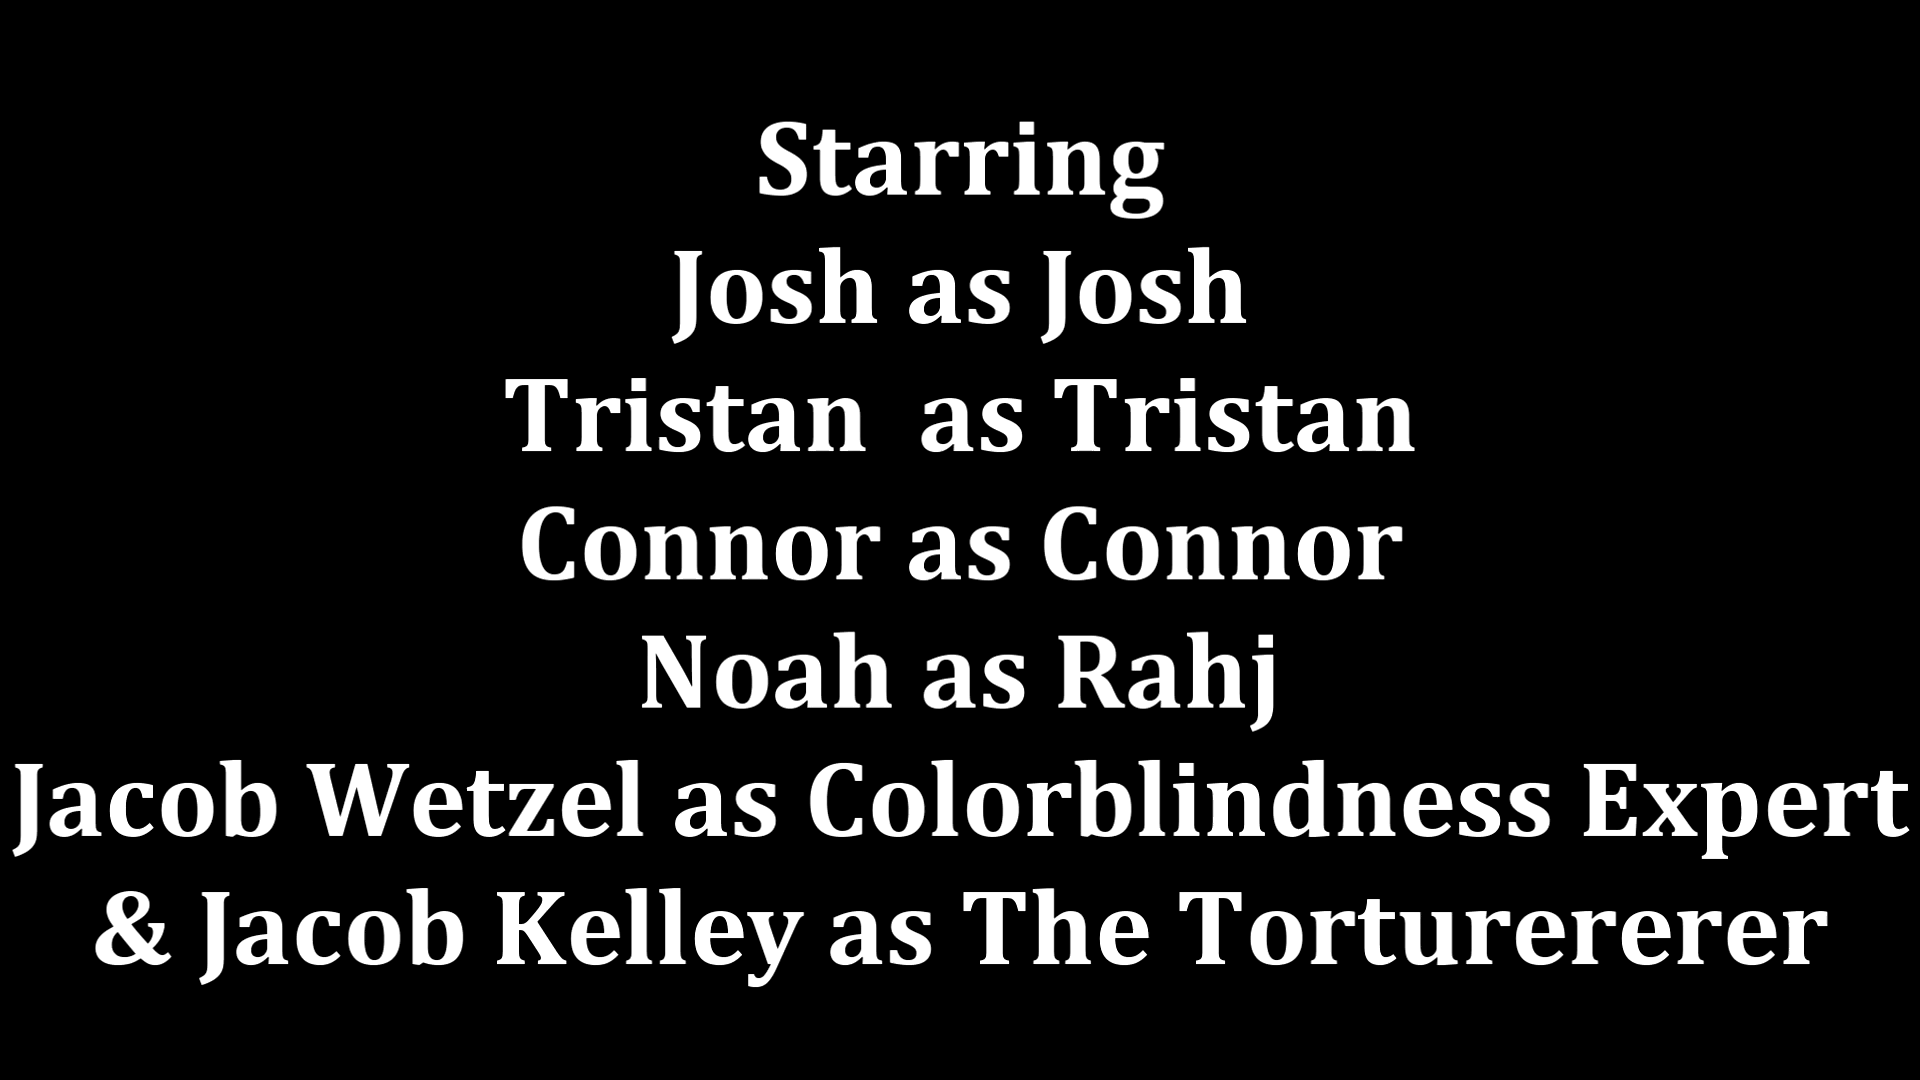 Starring
Josh as Josh
Tristan  as Tristan
Connor as Connor
Noah as Rahj
Jacob Wetzel as Colorblindness Expert
& Jacob Kelley as The Torturererer